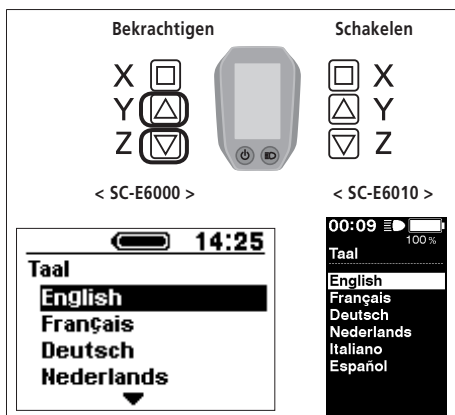 Bekrachtigen Schakelen
X X
Y Y
Z Z
< SC-E6000 > < SC-E6010 >
14:25
Taal
English
Français
Deutsch
Nederlands
00:09
100%
Taal
English
Français
Deutsch
Nederlands
Italiano
Español